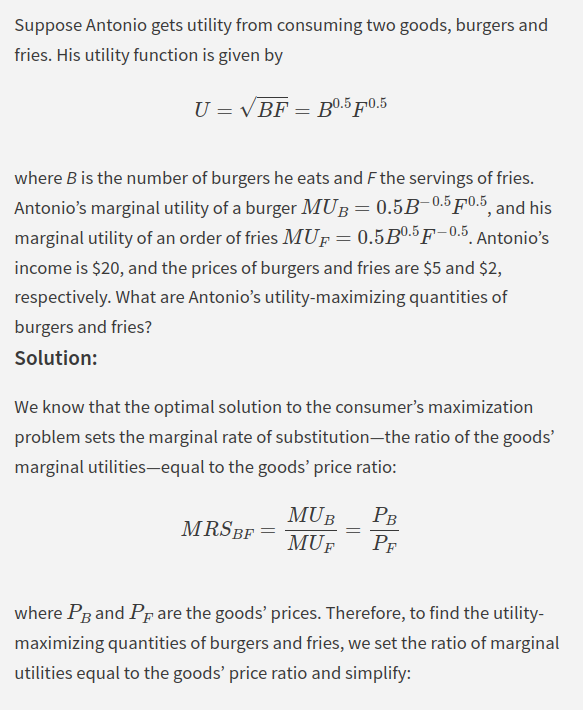 Suppose Antonio gets utility from consuming two goods, burgers and
fries. His utility function is given by
U = √BF = B^0.5 F^0.5
where B is the number of burgers he eats and F the servings of fries.
Antonio’s marginal utility of a burger MU_B = 0.5B^−0.5 F^0.5, and his
marginal utility of an order of fries MU_F = 0.5B^0.5 F^−0.5. Antonio’s
income is $20, and the prices of burgers and fries are $5 and $2,
respectively. What are Antonio’s utility-maximizing quantities of
burgers and fries?
Solution:
We know that the optimal solution to the consumer’s maximization
problem sets the marginal rate of substitution—the ratio of the goods’
marginal utilities—equal to the goods’ price ratio:
MRS_BF = MU_B / MU_F = P_B / P_F
where P_B and P_F are the goods’ prices. Therefore, to find the utility-
maximizing quantities of burgers and fries, we set the ratio of marginal
utilities equal to the goods’ price ratio and simplify: